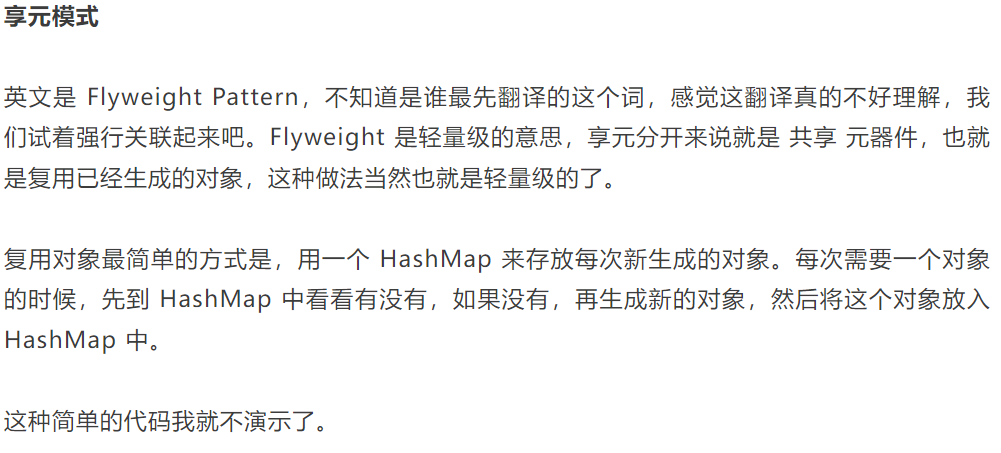 享元模式
英文是 Flyweight Pattern，不知道是谁最先翻译的这个词，感觉这翻译真的不好理解，我
们试着强行关联起来吧。Flyweight 是轻量级的意思，享元分开来说就是 共享 元器件，也就
是复用已经生成的对象，这种做法当然也就是轻量级的了。
复用对象最简单的方式是，用一个 HashMap 来存放每次新生成的对象。每次需要一个对象
的时候，先到 HashMap 中看看有没有，如果没有，再生成新的对象，然后将这个对象放入
HashMap 中。
这种简单的代码我就不演示了。